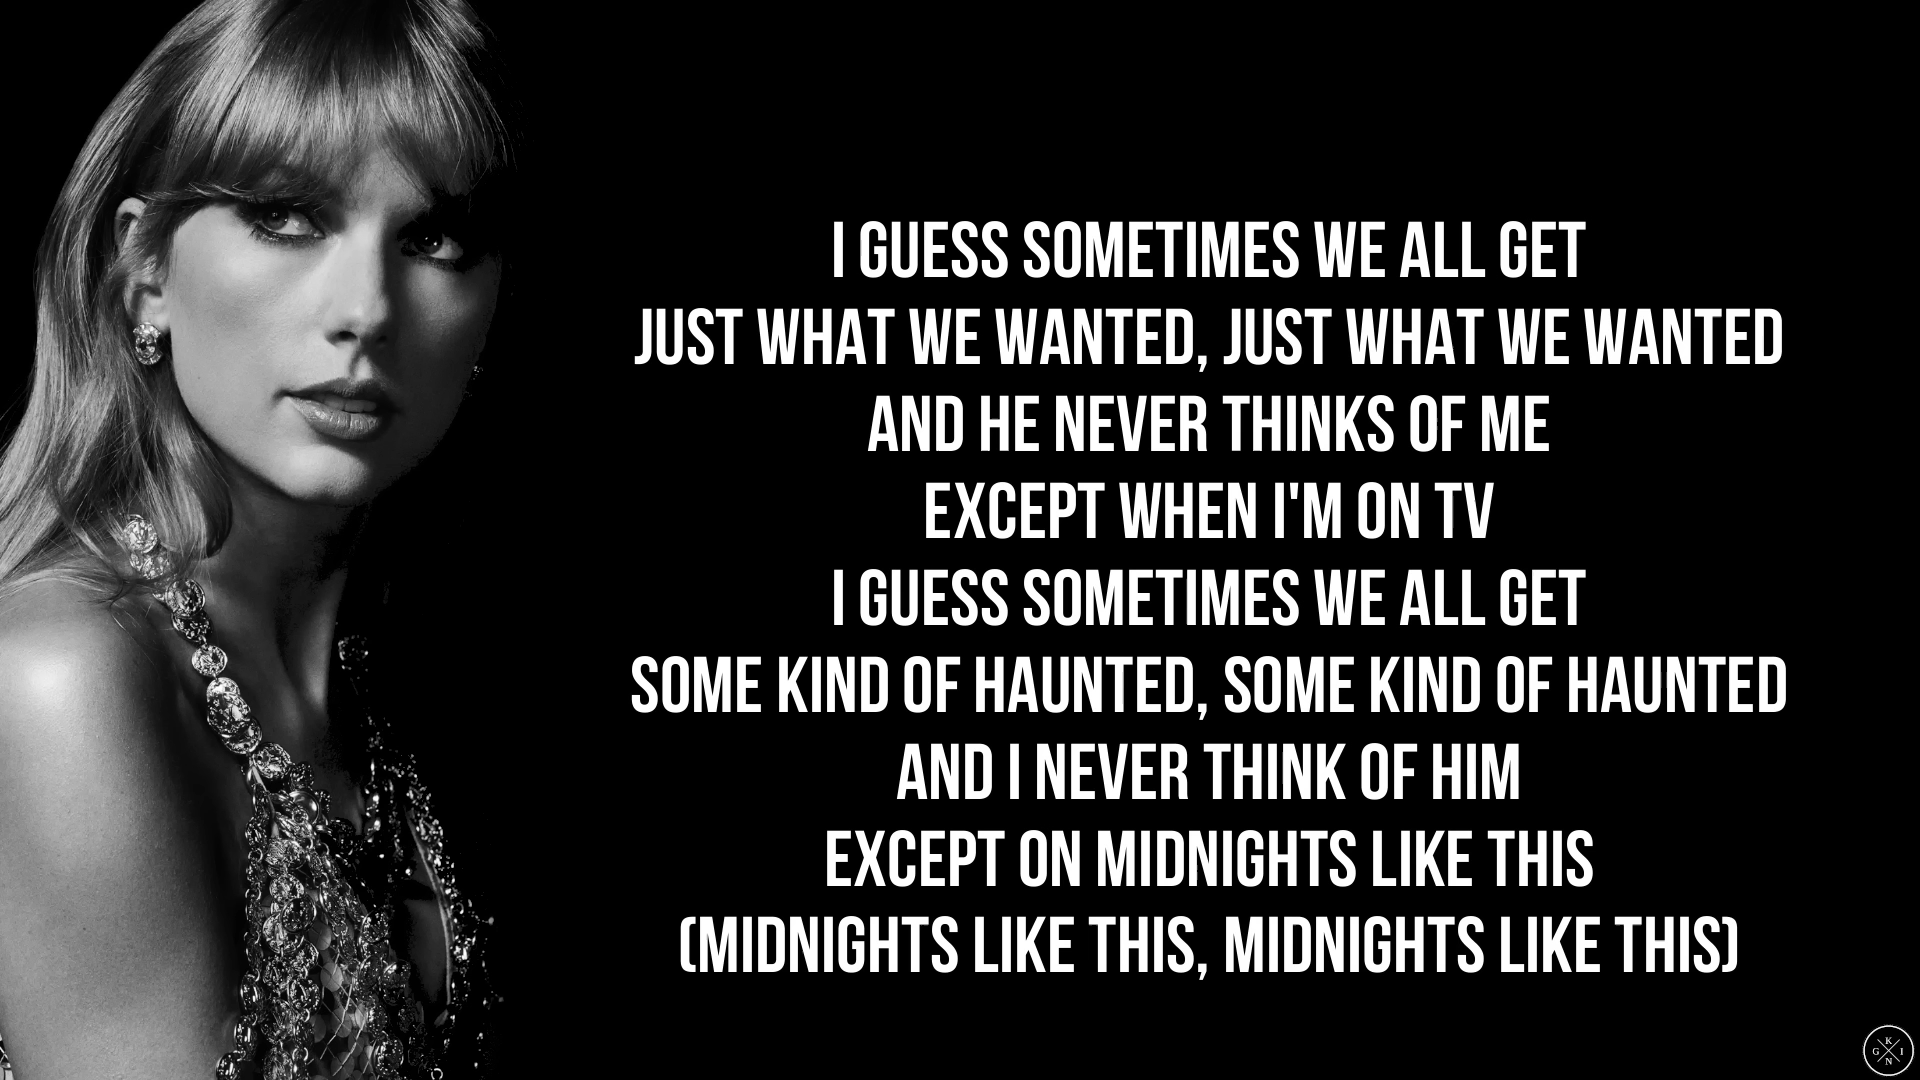 I GUESS SOMETIMES WE ALL GET
JUST WHAT WE WANTED, JUST WHAT WE WANTED
AND HE NEVER THINKS OF ME
EXCEPT WHEN I'M ON TV
I GUESS SOMETIMES WE ALL GET
SOME KIND OF HAUNTED, SOME KIND OF HAUNTED
AND I NEVER THINK OF HIM
EXCEPT ON MIDNIGHTS LIKE THIS
(MIDNIGHTS LIKE THIS, MIDNIGHTS LIKE THIS)
K
G I
N